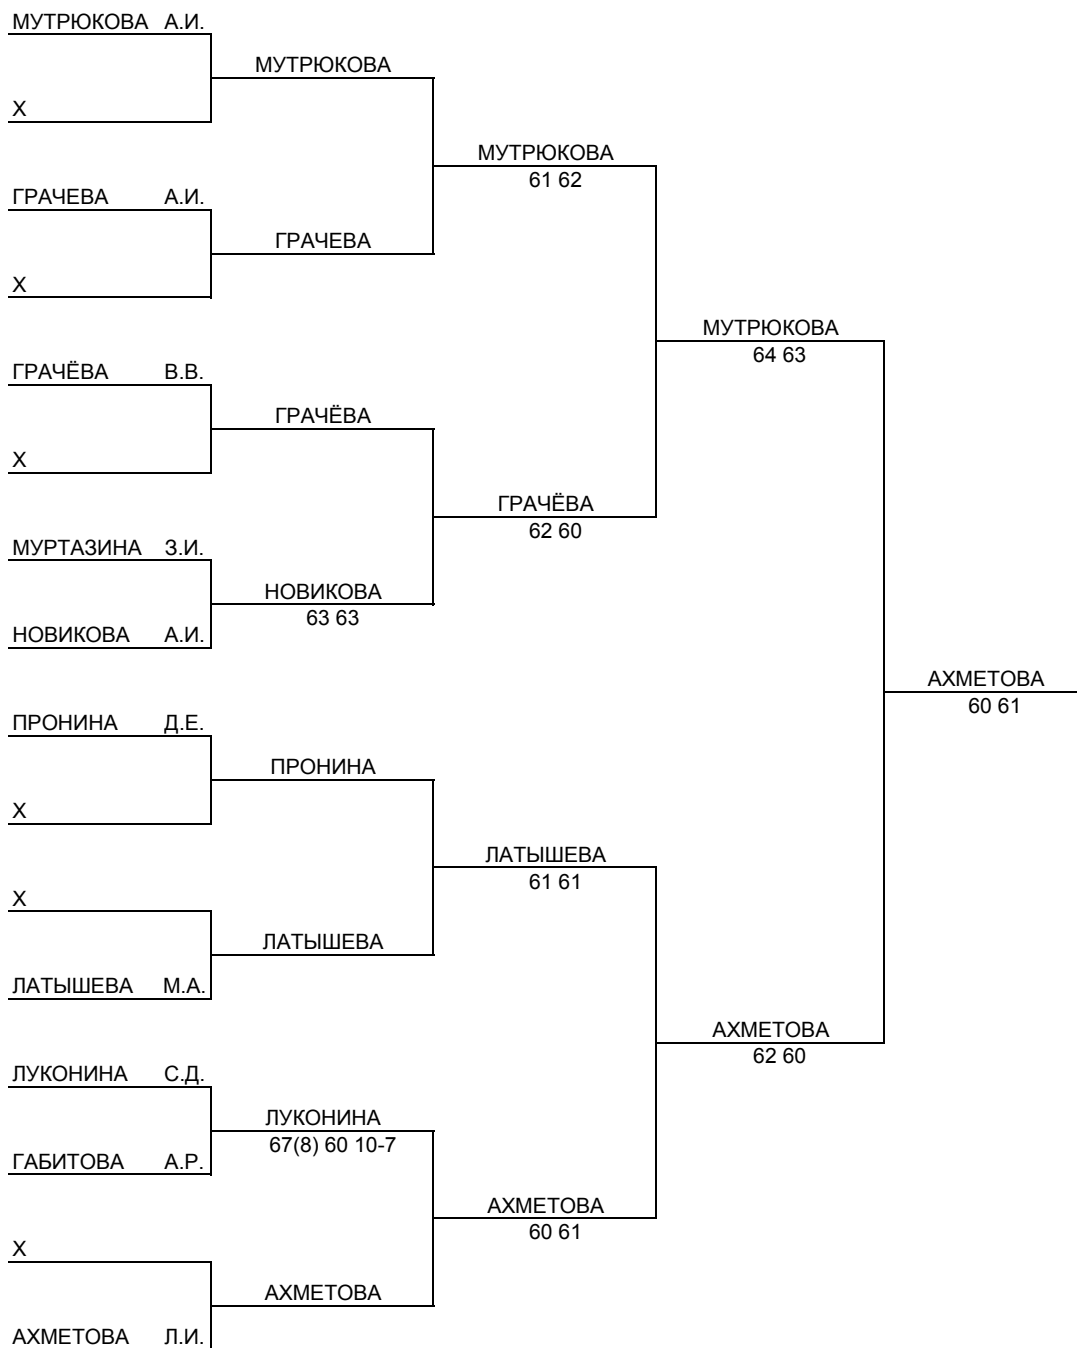 МУТРЮКОВА А.И.
МУТРЮКОВА
Х
МУТРЮКОВА
61 62
ГРАЧЕВА А.И.
ГРАЧЕВА
Х
МУТРЮКОВА
64 63
ГРАЧЁВА В.В.
ГРАЧЁВА
Х
ГРАЧЁВА
62 60
МУРТАЗИНА З.И.
НОВИКОВА
63 63
НОВИКОВА А.И.
АХМЕТОВА
60 61
ПРОНИНА Д.Е.
ПРОНИНА
Х
ЛАТЫШЕВА
61 61
Х
ЛАТЫШЕВА
ЛАТЫШЕВА М.А.
АХМЕТОВА
62 60
ЛУКОНИНА С.Д.
ЛУКОНИНА
67(8) 60 10-7
ГАБИТОВА А.Р.
АХМЕТОВА
60 61
Х
АХМЕТОВА
АХМЕТОВА Л.И.